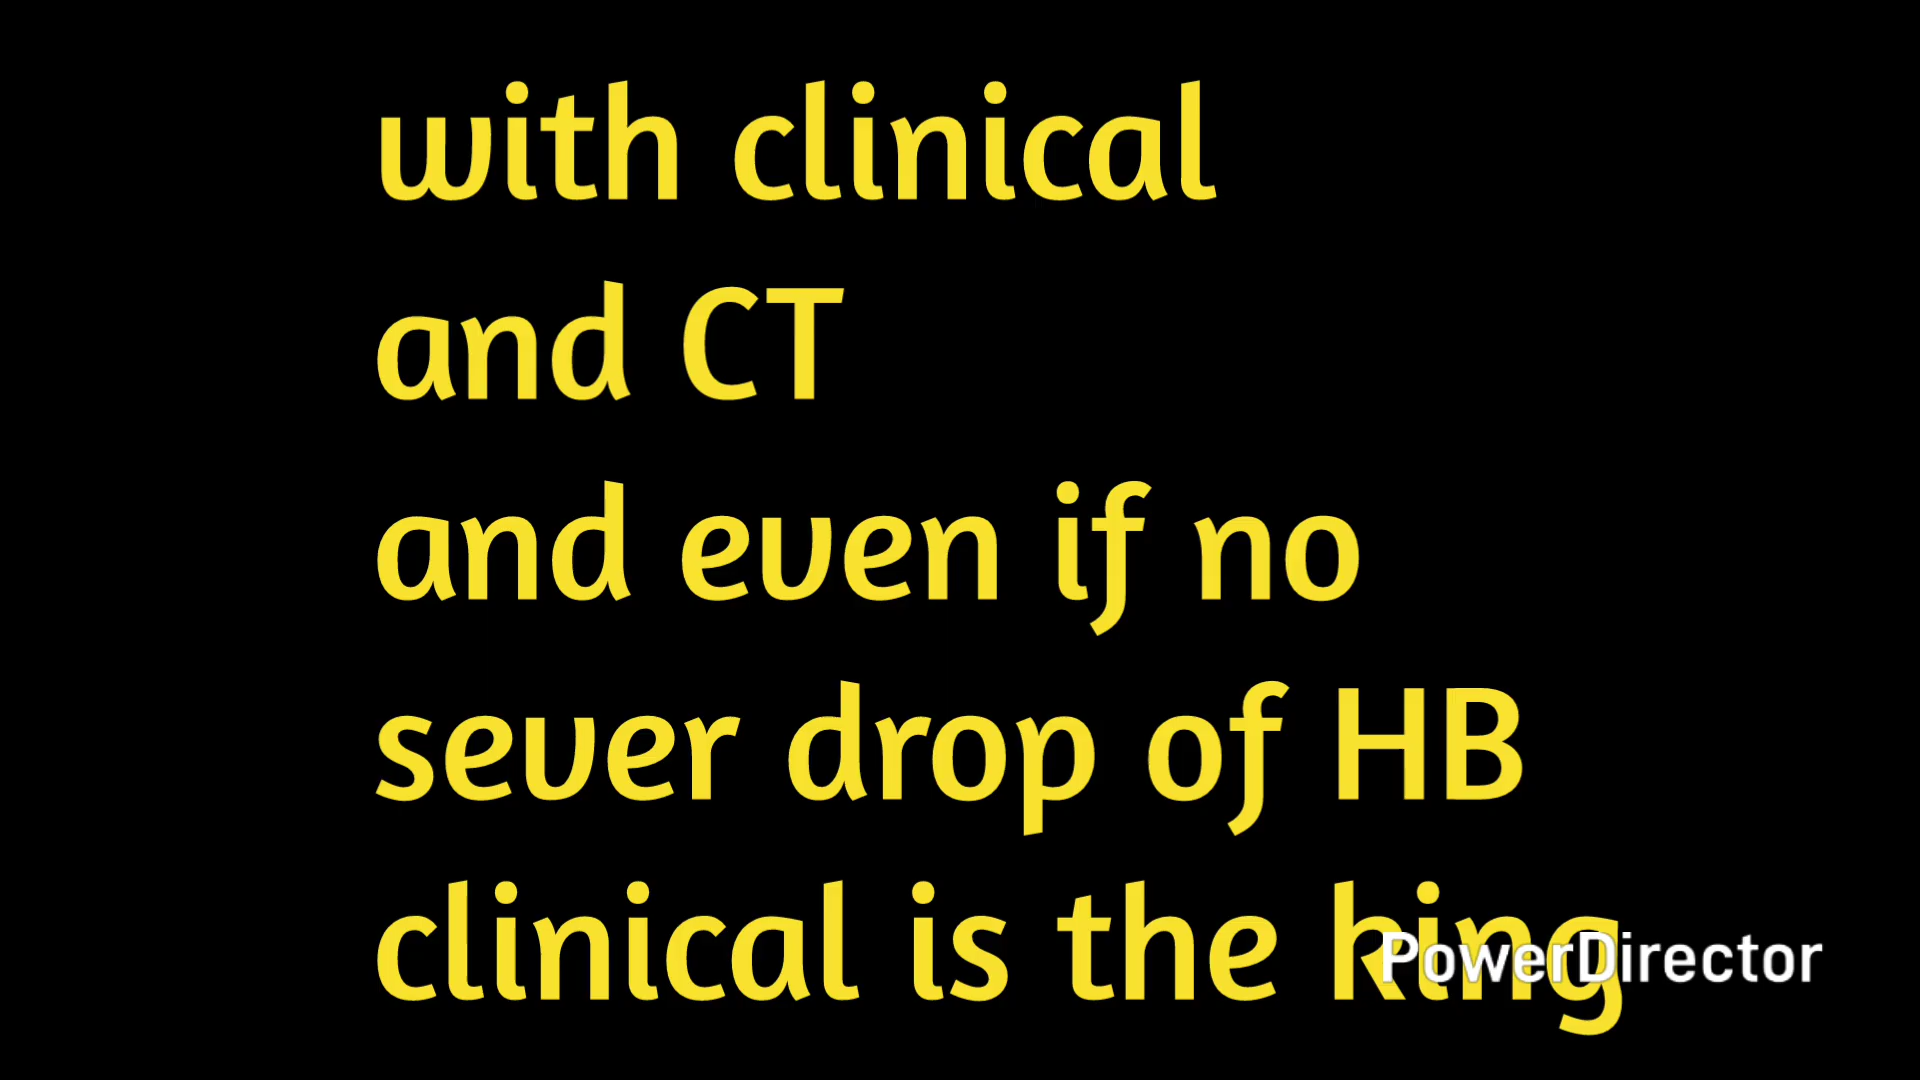 with clinical
and CT
and even if no
sever drop of HB
clinical is the king
PowerDirector